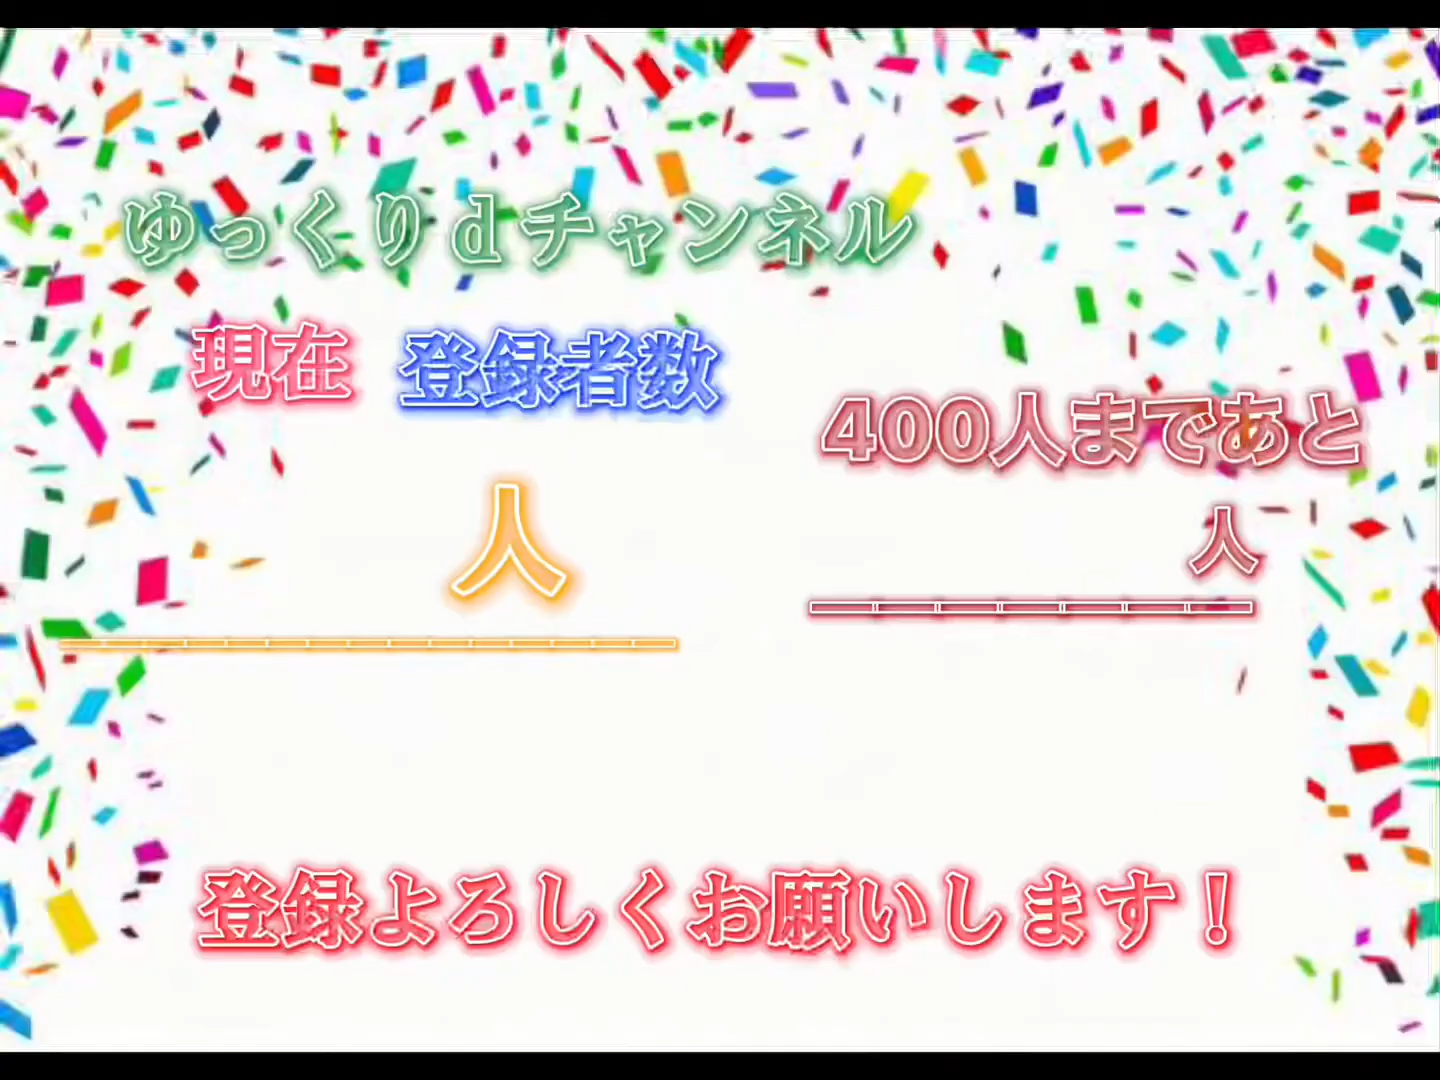 ゆっくりdチャンネル
現在 登録者数
400人まであと
人
人
登録よろしくお願いします！